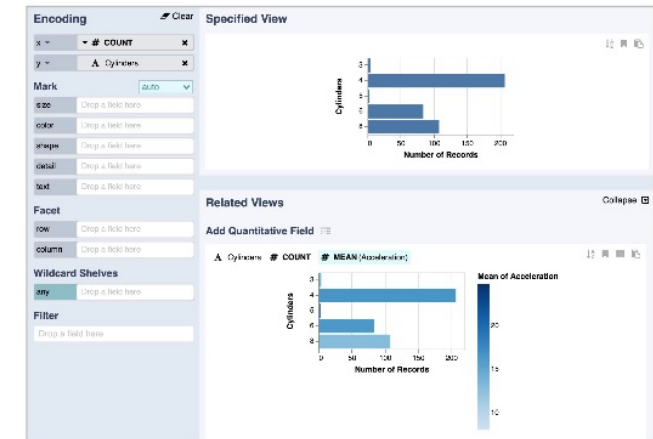 Encoding
Clear
x
# COUNT
×
y
A Cylinders
×
Mark
auto
size
Drop a field here
color
Drop a field here
shape
Drop a field here
detail
Drop a field here
text
Drop a field here
Facet
row
Drop a field here
column
Drop a field here
Wildcard Shelves
any
Drop a field here
Filter
Drop a field here
Specified View
Cylinders
3
4
5
6
8
0 50 100 150 200
Number of Records
Related Views
Collapse
Add Quantitative Field
A Cylinders # COUNT # MEAN (Acceleration)
Cylinders
3
4
5
6
8
0 50 100 150 200
Number of Records
Mean of Acceleration
20
15
10